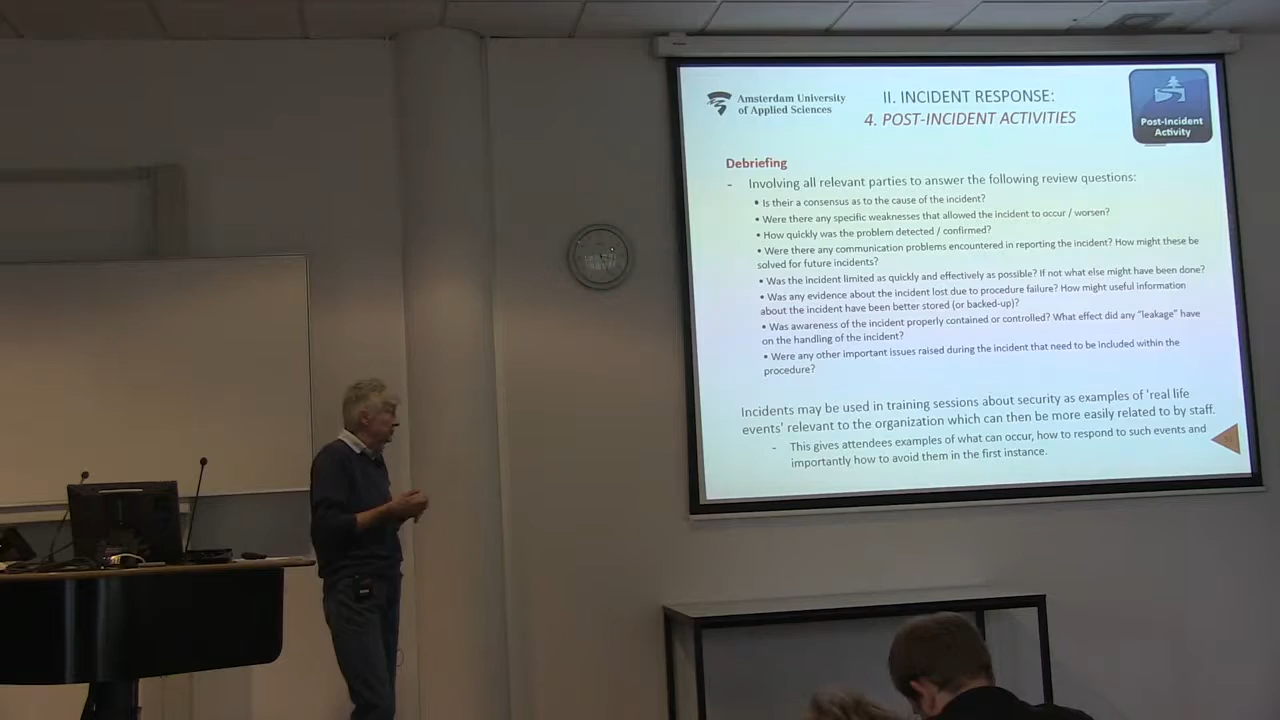 Amsterdam University
of Applied Sciences
II. INCIDENT RESPONSE:
4. POST-INCIDENT ACTIVITIES
Post-Incident
Activity
Debriefing
- Involving all relevant parties to answer the following review questions:
• Is their a consensus as to the cause of the incident?
• Were there any specific weaknesses that allowed the incident to occur / worsen?
• How quickly was the problem detected / confirmed?
• Were there any communication problems encountered in reporting the incident? How might these be
solved for future incidents?
• Was the incident limited as quickly and effectively as possible? If not what else might have been done?
• Was any evidence about the incident lost due to procedure failure? How might useful information
about the incident have been better stored (or backed-up)?
• Was awareness of the incident properly contained or controlled? What effect did any "leakage" have
on the handling of the incident?
• Were any other important issues raised during the incident that need to be included within the
procedure?
Incidents may be used in training sessions about security as examples of 'real life
events' relevant to the organization which can then be more easily related to by staff.
- This gives attendees examples of what can occur, how to respond to such events and
importantly how to avoid them in the first instance.